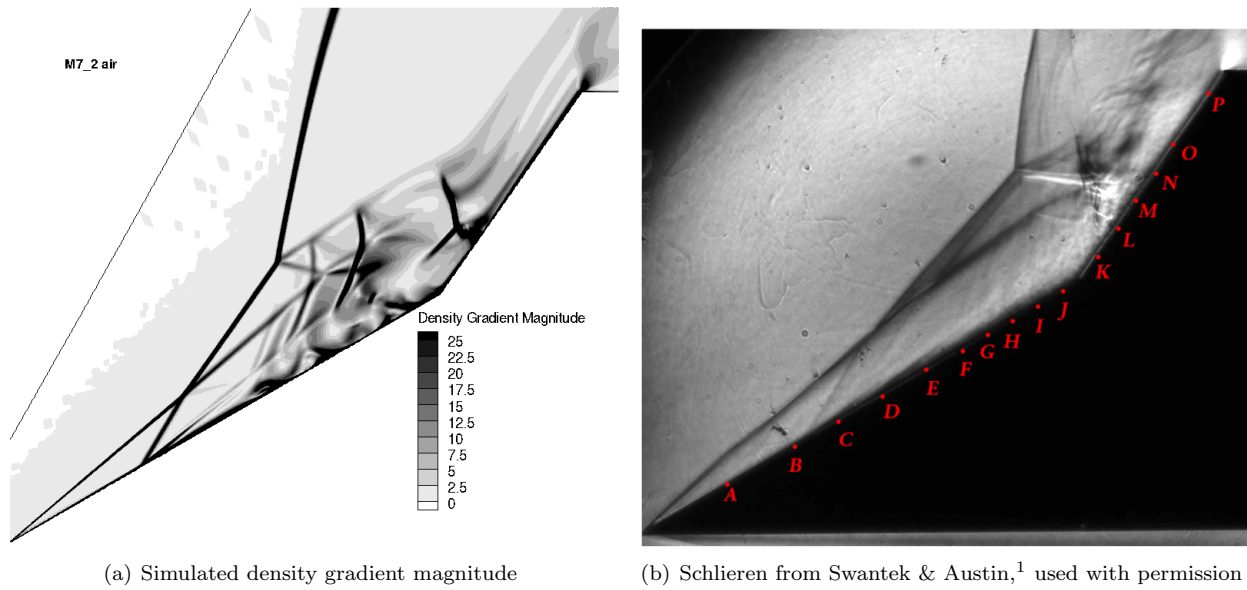 M7_2 air
Density Gradient Magnitude
25
22.5
20
17.5
15
12.5
10
7.5
5
2.5
0
P
O
N
M
L
K
J
I
H
G
F
E
D
C
B
A
(a) Simulated density gradient magnitude
(b) Schlieren from Swantek & Austin,¹ used with permission